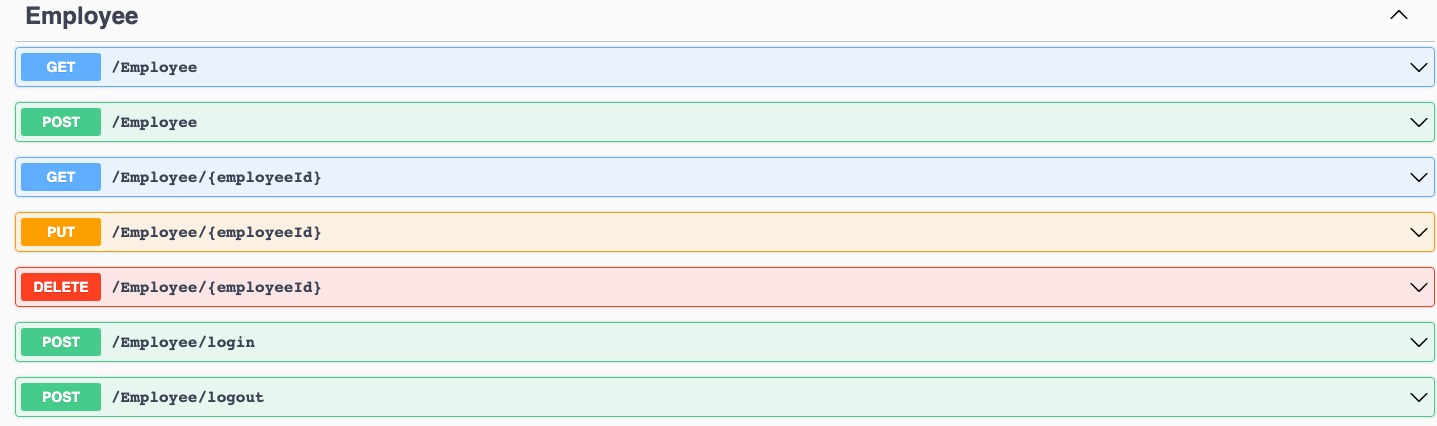 Employee
GET /Employee
POST /Employee
GET /Employee/{employeeId}
PUT /Employee/{employeeId}
DELETE /Employee/{employeeId}
POST /Employee/login
POST /Employee/logout